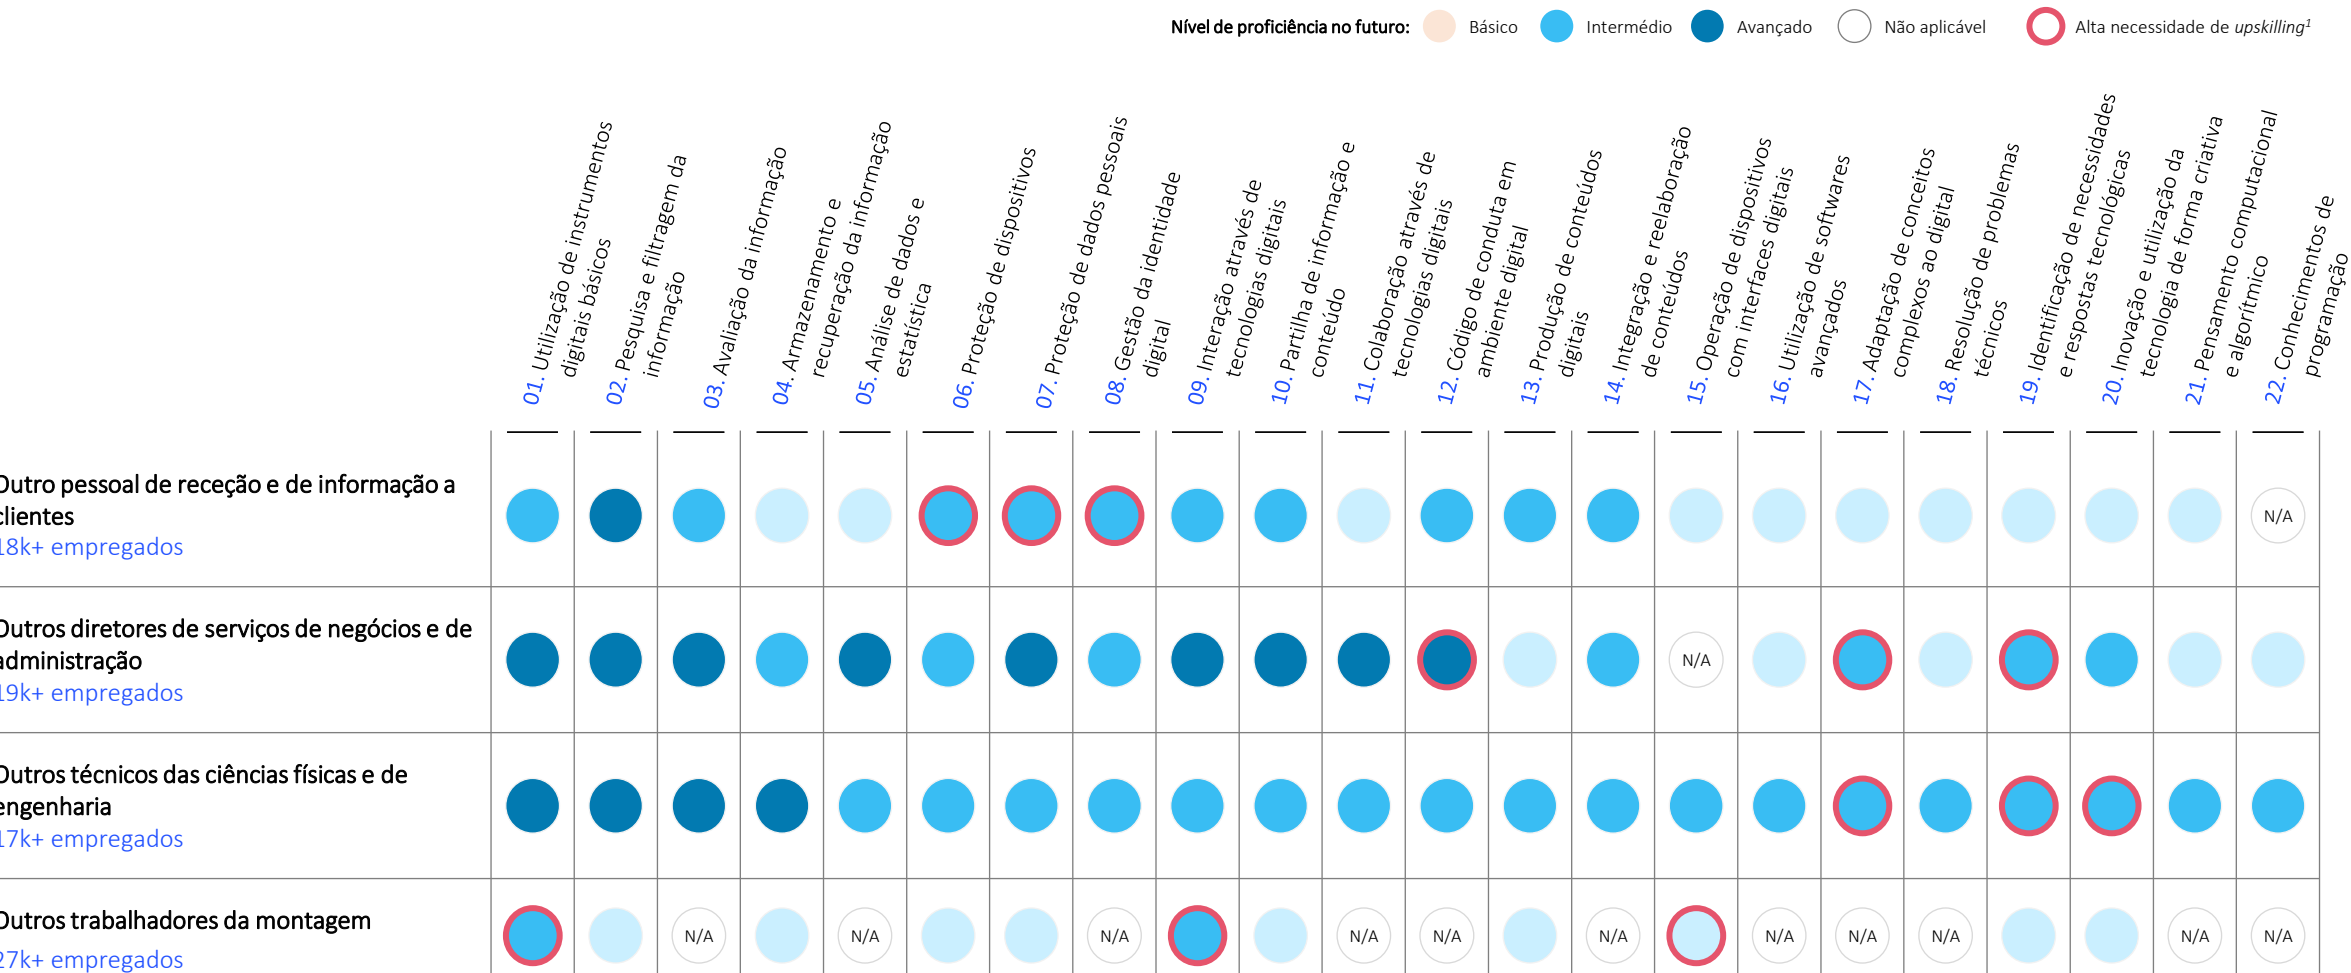 Nível de proficiência no futuro: Básico Intermédio Avançado Não aplicável Alta necessidade de upskilling¹
01. Utilização de instrumentos
digitais básicos
02. Pesquisa e filtragem da
informação
03. Avaliação da informação
04. Armazenamento e
recuperação da informação
05. Análise de dados e
estatística
06. Proteção de dispositivos
07. Proteção de dados pessoais
08. Gestão da identidade
digital
09. Interação através de
tecnologias digitais
10. Partilha de informação e
conteúdo
11. Colaboração através de
tecnologias digitais
12. Código de conduta em
ambiente digital
13. Produção de conteúdos
digitais
14. Integração e reelaboração
de conteúdos
15. Operação de dispositivos
com interfaces digitais
16. Utilização de softwares
avançados
17. Adaptação de conceitos
complexos ao digital
18. Resolução de problemas
técnicos
19. Identificação de necessidades
e respostas tecnológicas
20. Inovação e utilização da
tecnologia de forma criativa
21. Pensamento computacional
e algorítmico
22. Conhecimentos de
programação
Outro pessoal de receção e de informação a
clientes
18k+ empregados
N/A
Outros diretores de serviços de negócios e de
administração
19k+ empregados
N/A
Outros técnicos das ciências físicas e de
engenharia
17k+ empregados
Outros trabalhadores da montagem
27k+ empregados
N/A N/A N/A N/A N/A N/A N/A N/A N/A N/A N/A